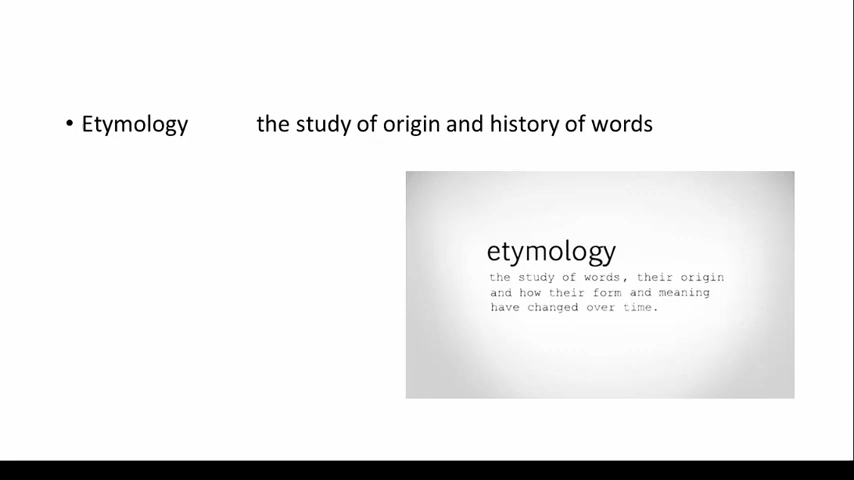 • Etymology the study of origin and history of words
etymology
the study of words, their origin
and how their form and meaning
have changed over time.